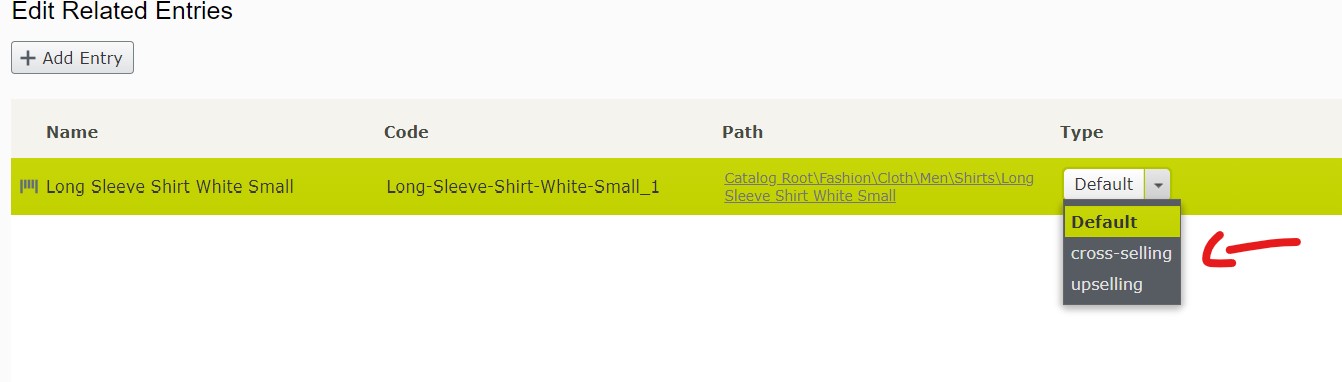 Edit Related Entries
Add Entry
Name Code Path Type
Long Sleeve Shirt White Small Long-Sleeve-Shirt-White-Small_1 Catalog Root\Fashion\Cloth\Men\Shirts\Long Default
Sleeve Shirt White Small
Default
cross-selling
upselling